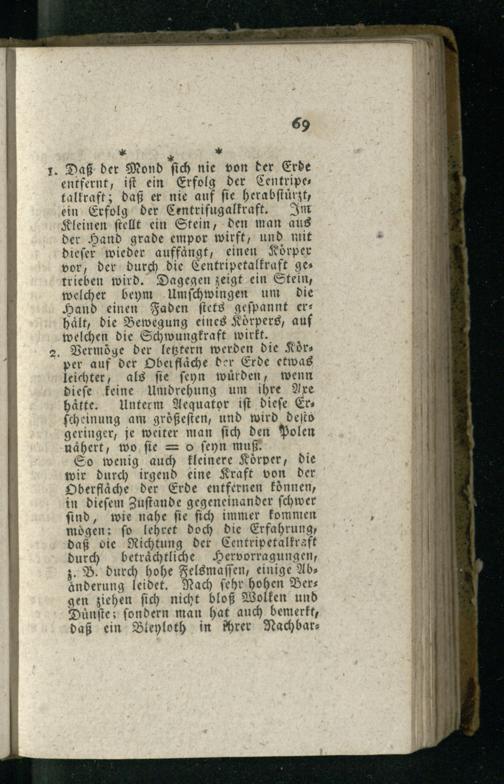 69
* * *
1. Daß der Mond sich nie von der Erde
entfernt, ist ein Erfolg der Centripe-
talkraft; daß er nie auf sie herabstürzt,
ein Erfolg der Centrifugalkraft. Im
Kleinen stellt ein Stein, den man aus
der Hand grade empor wirft, und mit
dieser wieder auffängt, einen Körper
vor, der durch die Centripetalkraft ge-
trieben wird. Dagegen zeigt ein Stein,
welcher beym Umschwingen um die
Hand einen Faden stets gespannt er-
hält, die Bewegung eines Körpers, auf
welchen die Schwungkraft wirkt.
2. Vermöge der letztern werden die Kör-
per auf der Oberfläche der Erde etwas
leichter, als sie seyn würden, wenn
diese keine Umdrehung um ihre Axe
hätte. Unterm Aequator ist diese Er-
scheinung am größesten, und wird desto
geringer, je weiter man sich den Polen
nähert, wo sie = 0 seyn muß.
So wenig auch kleinere Körper, die
wir durch irgend eine Kraft von der
Oberfläche der Erde entfernen können,
in diesem Zustande gegeneinander schwer
sind, wie nahe sie sich immer kommen
mögen; so lehret doch die Erfahrung,
daß die Richtung der Centripetalkraft
durch beträchtliche Hervorragungen,
z. B. durch hohe Felsmassen, einige Ab-
änderung leidet. Nach sehr hohen Ber-
gen ziehen sich nicht bloß Wolken und
Dünste; sondern man hat auch bemerkt,
daß ein Bleyloth in ihrer Nachbar-